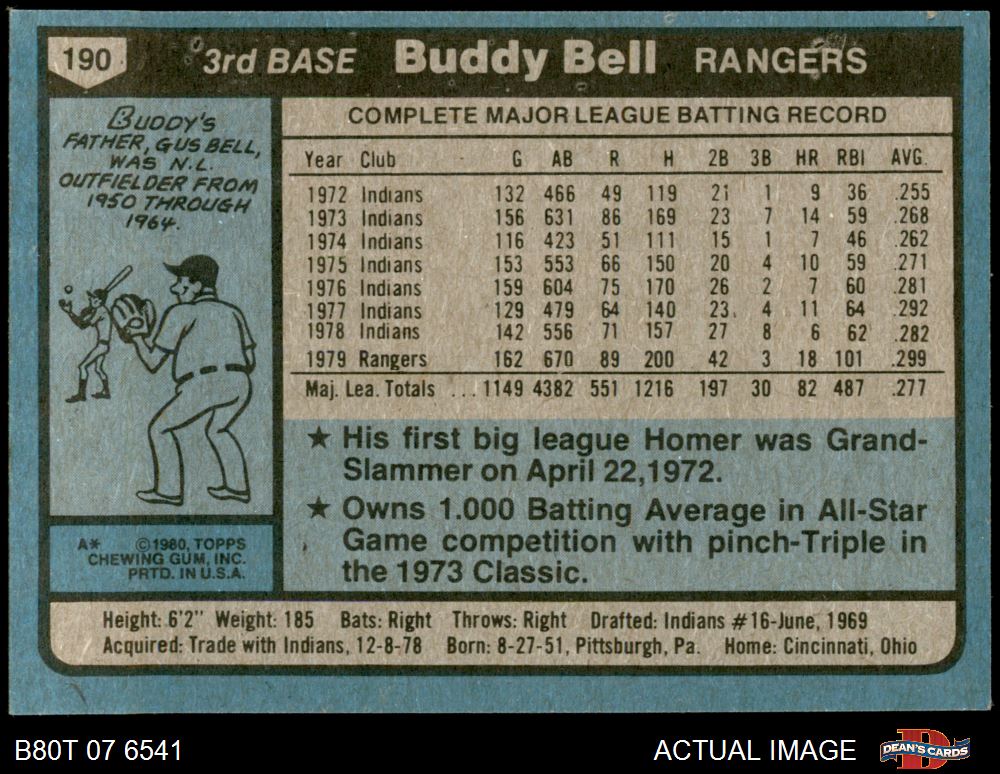 190 3rd BASE Buddy Bell RANGERS
BUDDY'S
FATHER, GUS BELL,
WAS N.L.
OUTFIELDER FROM
1950 THROUGH
1964.
COMPLETE MAJOR LEAGUE BATTING RECORD
Year Club G AB R H 2B 3B HR RBI AVG.
1972 Indians 132 466 49 119 21 1 9 36 .255
1973 Indians 156 631 86 169 23 7 14 59 .268
1974 Indians 116 423 51 111 15 1 7 46 .262
1975 Indians 153 553 66 150 20 4 10 59 .271
1976 Indians 159 604 75 170 26 2 7 60 .281
1977 Indians 129 479 64 140 23 4 11 64 .292
1978 Indians 142 556 71 157 27 8 6 62 .282
1979 Rangers 162 670 89 200 42 3 18 101 .299
Maj. Lea. Totals ... 1149 4382 551 1216 197 30 82 487 .277
★ His first big league Homer was Grand-
Slammer on April 22,1972.
★ Owns 1.000 Batting Average in All-Star
Game competition with pinch-Triple in
the 1973 Classic.
A* ©1980, TOPPS
CHEWING GUM, INC.
PRTD. IN U.S.A.
Height: 6'2" Weight: 185 Bats: Right Throws: Right Drafted: Indians #16-June, 1969
Acquired: Trade with Indians, 12-8-78 Born: 8-27-51, Pittsburgh, Pa. Home: Cincinnati, Ohio
B80T 07 6541 ACTUAL IMAGE DEAN'S CARDS